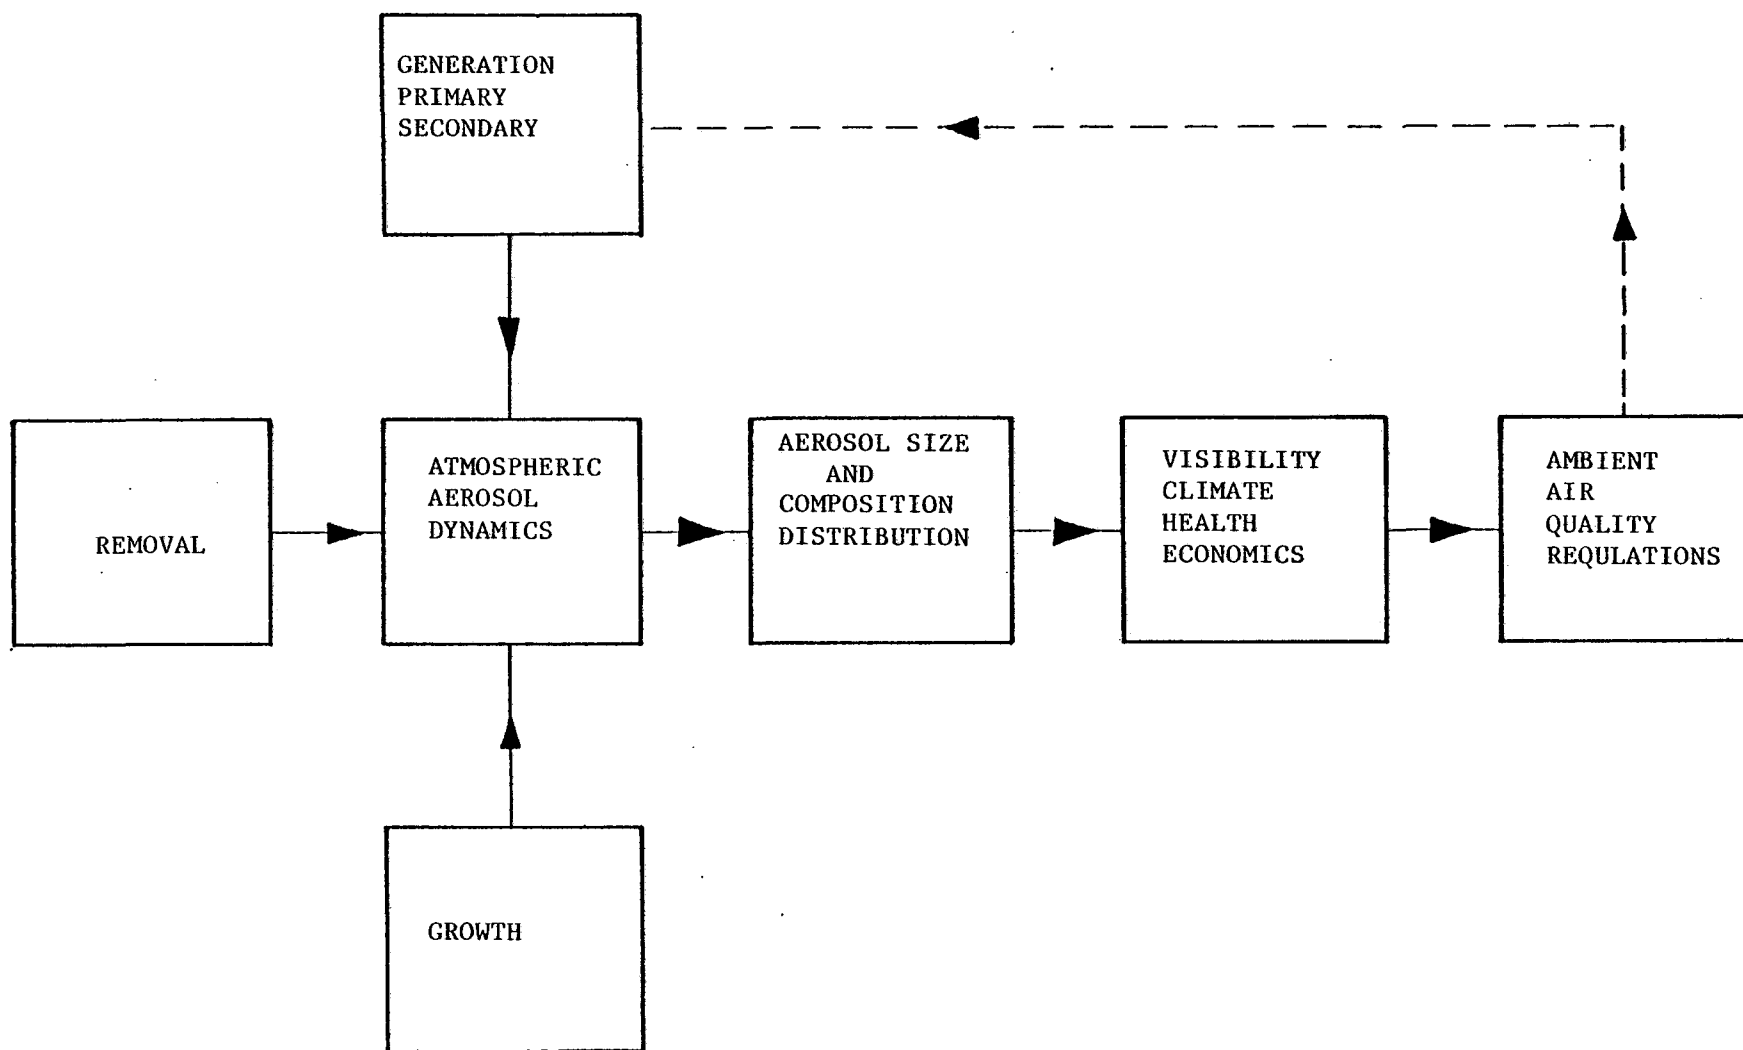 GENERATION
PRIMARY
SECONDARY
REMOVAL
ATMOSPHERIC
AEROSOL
DYNAMICS
AEROSOL SIZE
AND
COMPOSITION
DISTRIBUTION
VISIBILITY
CLIMATE
HEALTH
ECONOMICS
AMBIENT
AIR
QUALITY
REQULATIONS
GROWTH